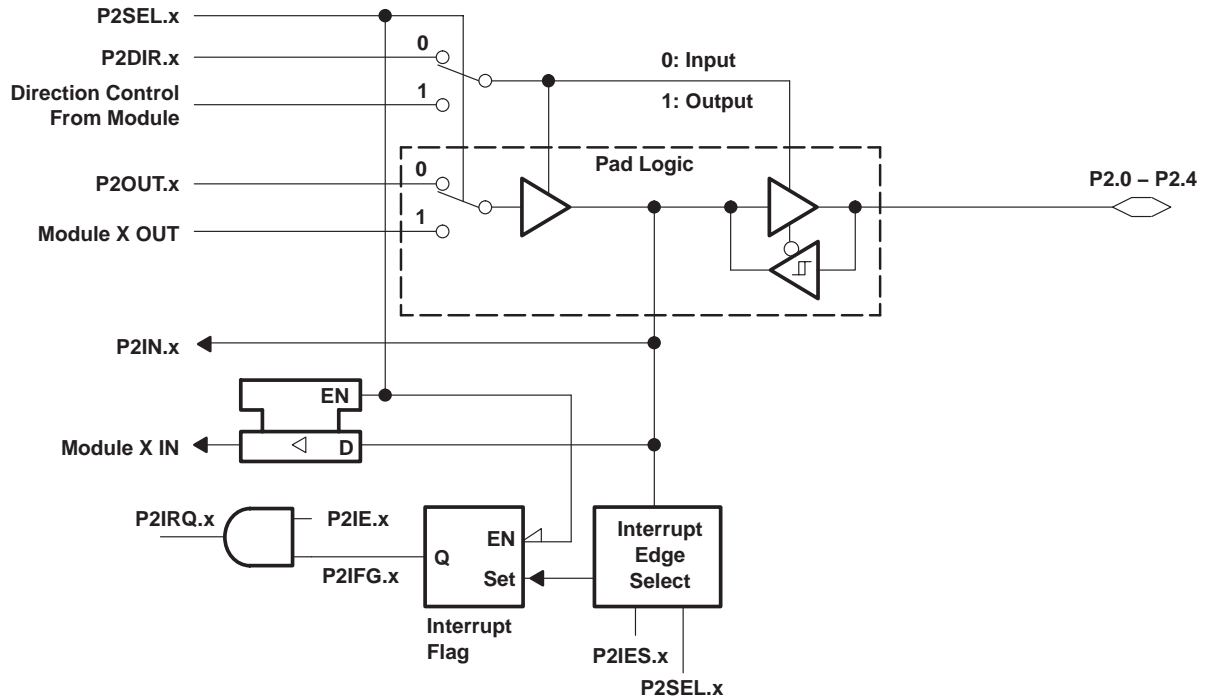 P2SEL.x
P2DIR.x
0
0: Input
1: Output
Direction Control
From Module
1
Pad Logic
P2OUT.x
0
P2.0 – P2.4
Module X OUT
1
P2IN.x
EN
Module X IN
D
P2IRQ.x
P2IE.x
P2IFG.x
Q
EN
Set
Interrupt
Edge
Select
Interrupt
Flag
P2IES.x
P2SEL.x